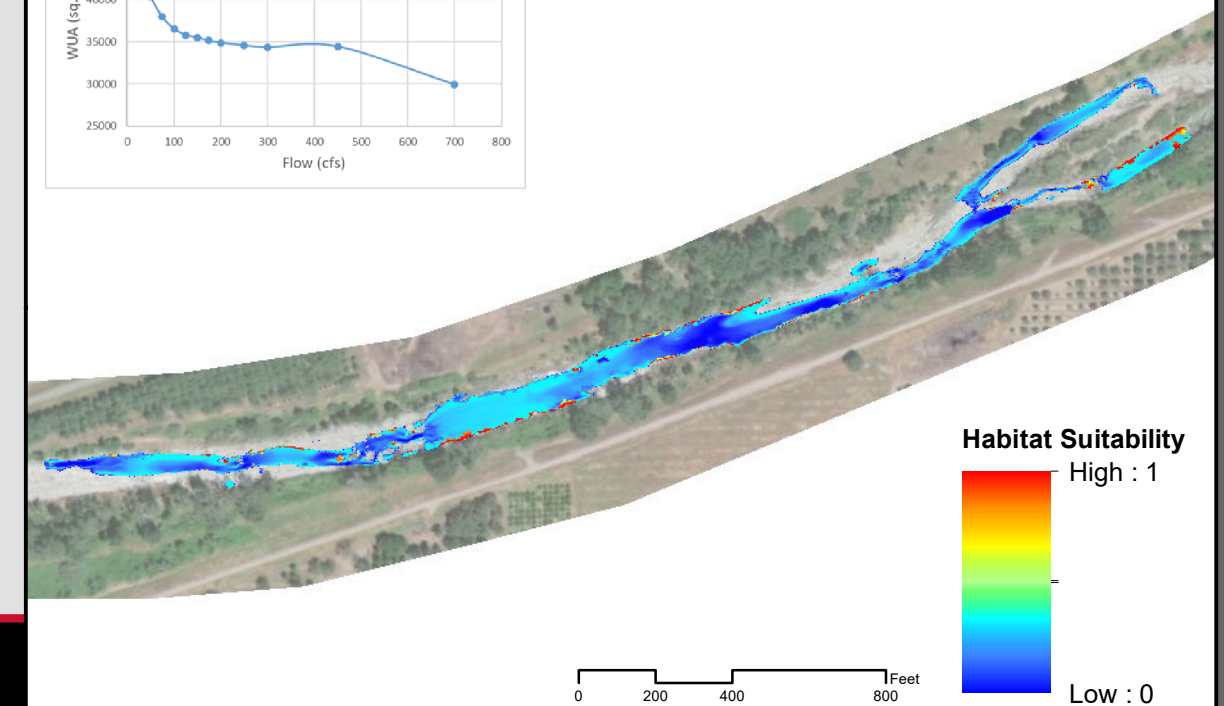 40000
WUA (sq-
35000
30000
25000
0 100 200 300 400 500 600 700 800
Flow (cfs)
Habitat Suitability
High : 1
Low : 0
Feet
0 200 400 800